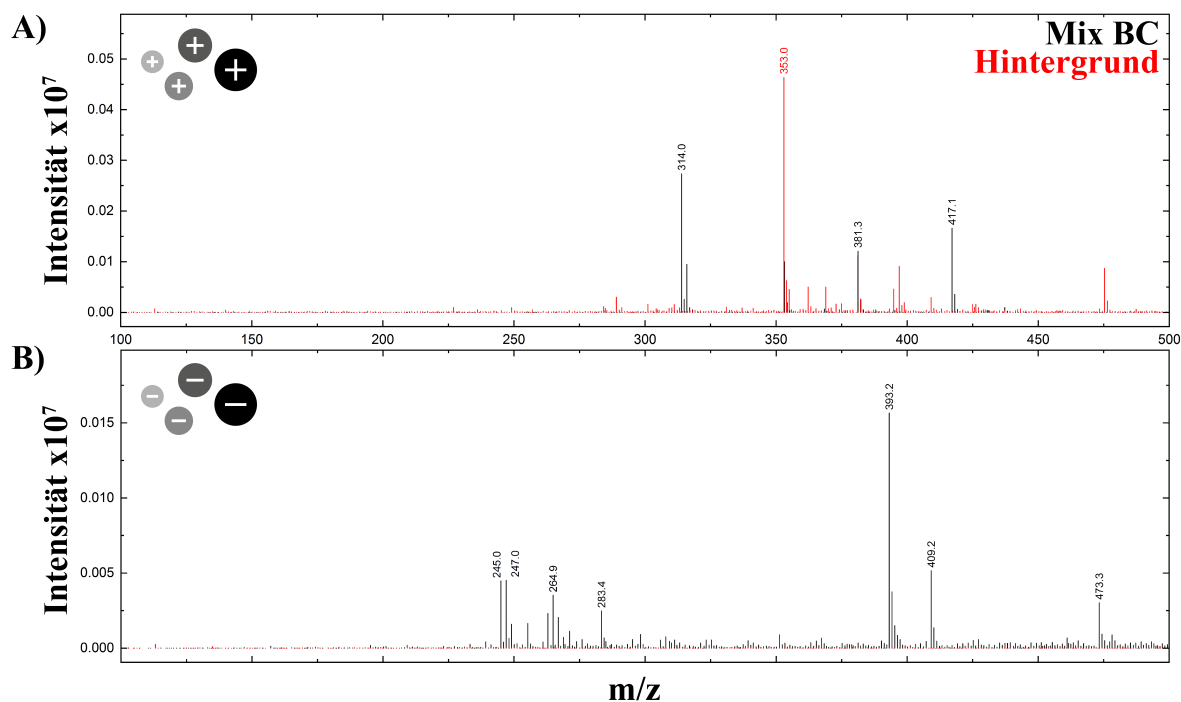 A)
Mix BC
Hintergrund
Intensität x10⁷
0.05
0.04
0.03
0.02
0.01
0.00
314.0
353.0
381.3
417.1
100 150 200 250 300 350 400 450 500
B)
Intensität x10⁷
0.015
0.010
0.005
0.000
245.0
247.0
264.9
283.4
393.2
409.2
473.3
m/z